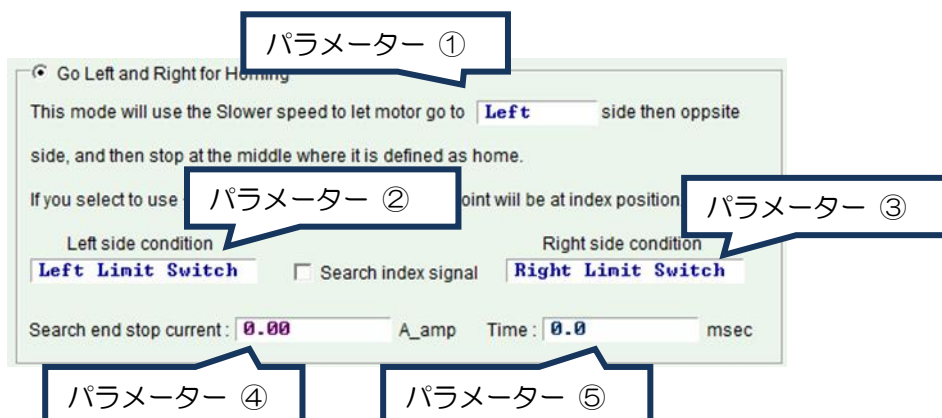 パラメーター ①
Go Left and Right for Homing
This mode will use the Slower speed to let motor go to Left side then oppsite
side, and then stop at the middle where it is defined as home.
If you select to use パラメーター ② oint wiil be at index position パラメーター ③
Left side condition Right side condition
Left Limit Switch Search index signal Right Limit Switch
Search end stop current : 0.00 A_amp Time : 0.0 msec
パラメーター ④ パラメーター ⑤